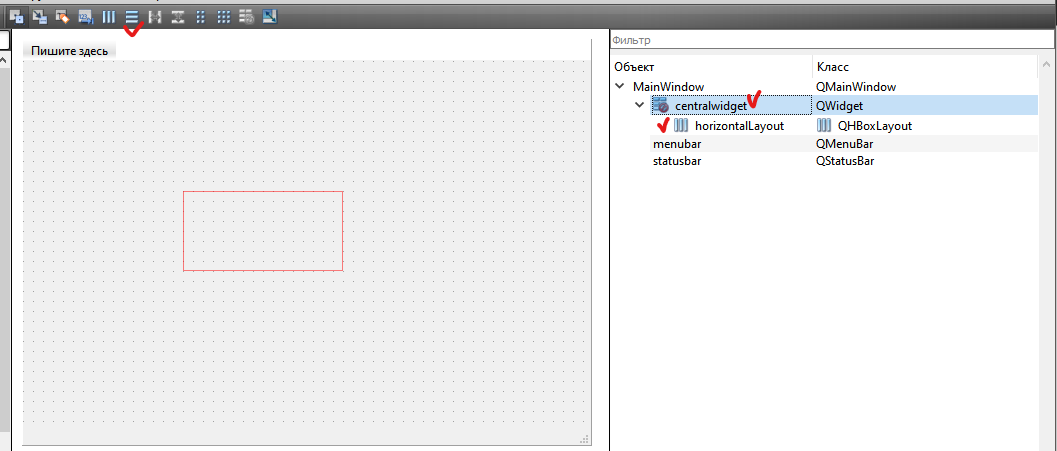 Пишите здесь
Фильтр
Объект Класс
MainWindow QMainWindow
centralwidget QWidget
horizontalLayout QHBoxLayout
menubar QMenuBar
statusbar QStatusBar